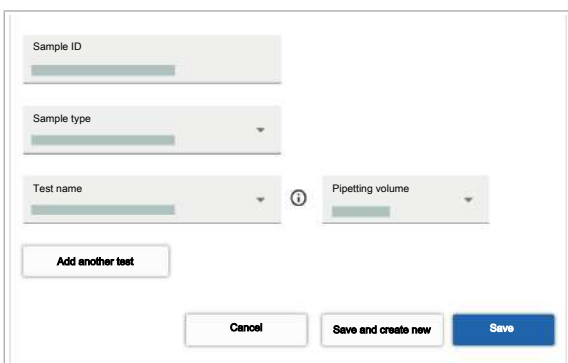 Sample ID
Sample type
Test name
Pipetting volume
Add another test
Cancel
Save and create new
Save